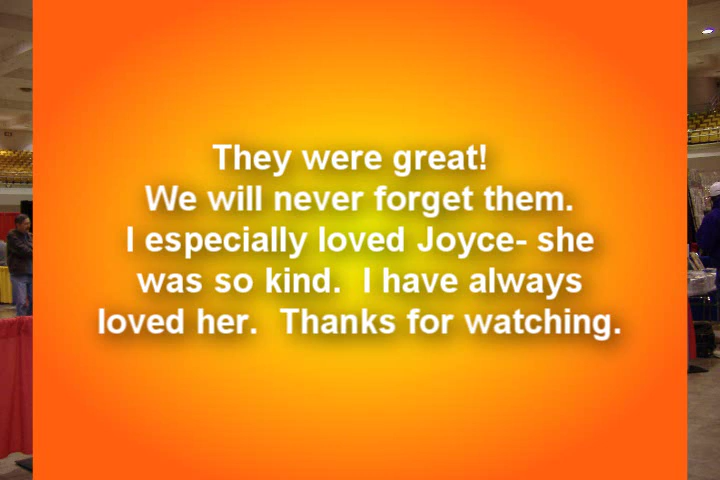 They were great!
We will never forget them.
I especially loved Joyce- she
was so kind.  I have always
loved her.  Thanks for watching.